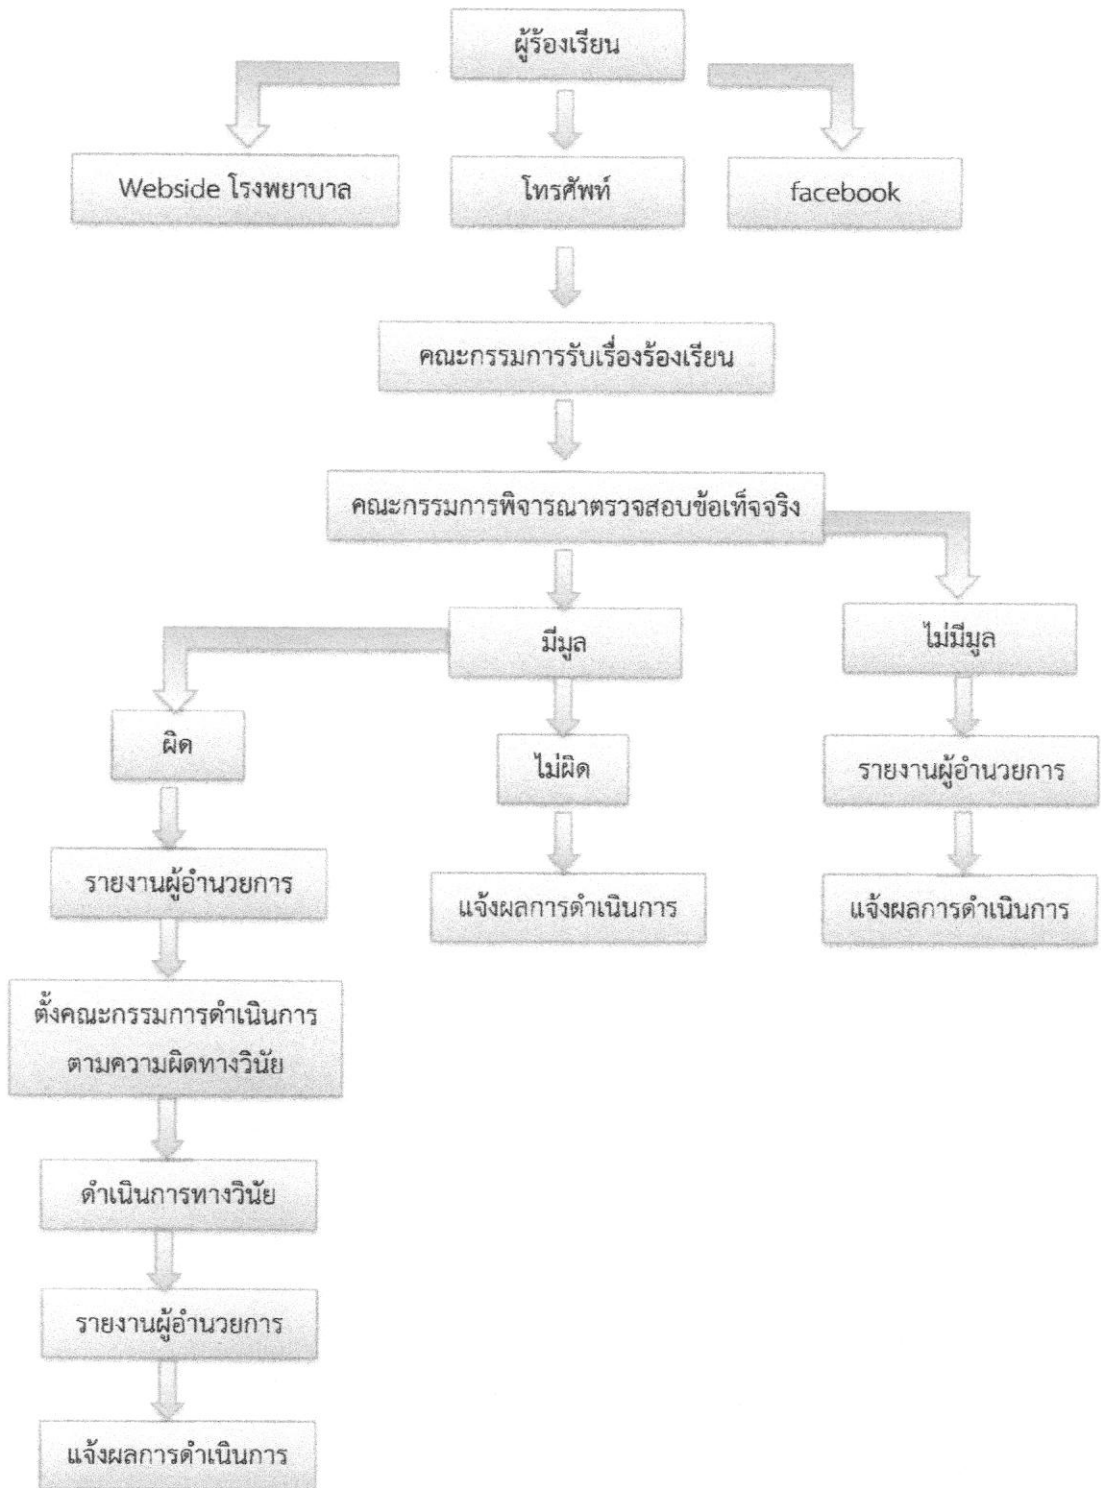 ผู้ร้องเรียน
Webside โรงพยาบาล
โทรศัพท์
facebook
คณะกรรมการรับเรื่องร้องเรียน
คณะกรรมการพิจารณาตรวจสอบข้อเท็จจริง
มีมูล
ไม่มีมูล
ผิด
ไม่ผิด
รายงานผู้อำนวยการ
รายงานผู้อำนวยการ
แจ้งผลการดำเนินการ
แจ้งผลการดำเนินการ
ตั้งคณะกรรมการดำเนินการ
ตามความผิดทางวินัย
ดำเนินการทางวินัย
รายงานผู้อำนวยการ
แจ้งผลการดำเนินการ